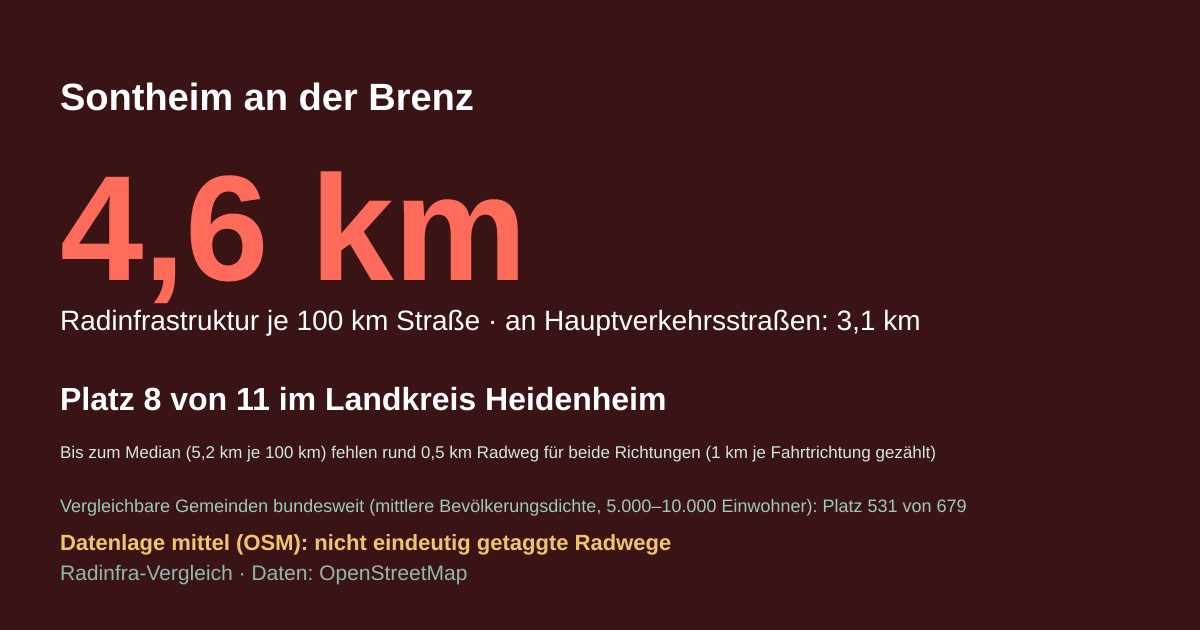 Sontheim an der Brenz
4,6 km
Radinfrastruktur je 100 km Straße · an Hauptverkehrsstraßen: 3,1 km
Platz 8 von 11 im Landkreis Heidenheim
Bis zum Median (5,2 km je 100 km) fehlen rund 0,5 km Radweg für beide Richtungen (1 km je Fahrtrichtung gezählt)
Vergleichbare Gemeinden bundesweit (mittlere Bevölkerungsdichte, 5.000–10.000 Einwohner): Platz 531 von 679
Datenlage mittel (OSM): nicht eindeutig getaggte Radwege
Radinfra-Vergleich · Daten: OpenStreetMap